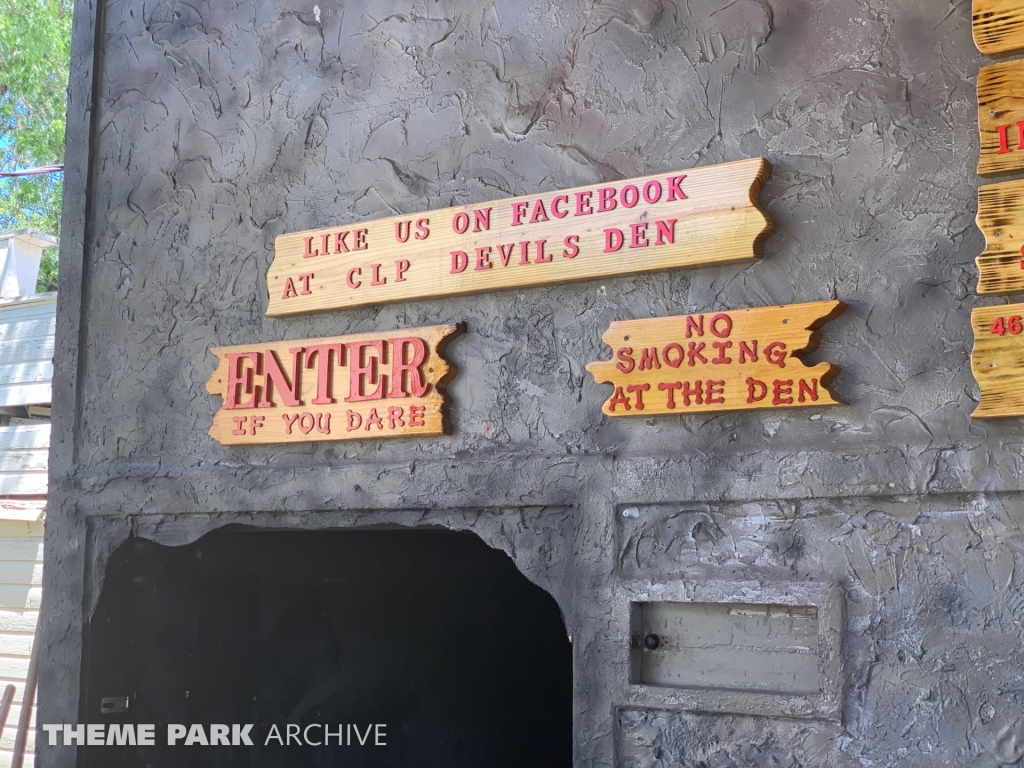 LIKE US ON FACEBOOK
AT CLP DEVILS DEN
ENTER
IF YOU DARE
NO
SMOKING
AT THE DEN
46
THEME PARK ARCHIVE